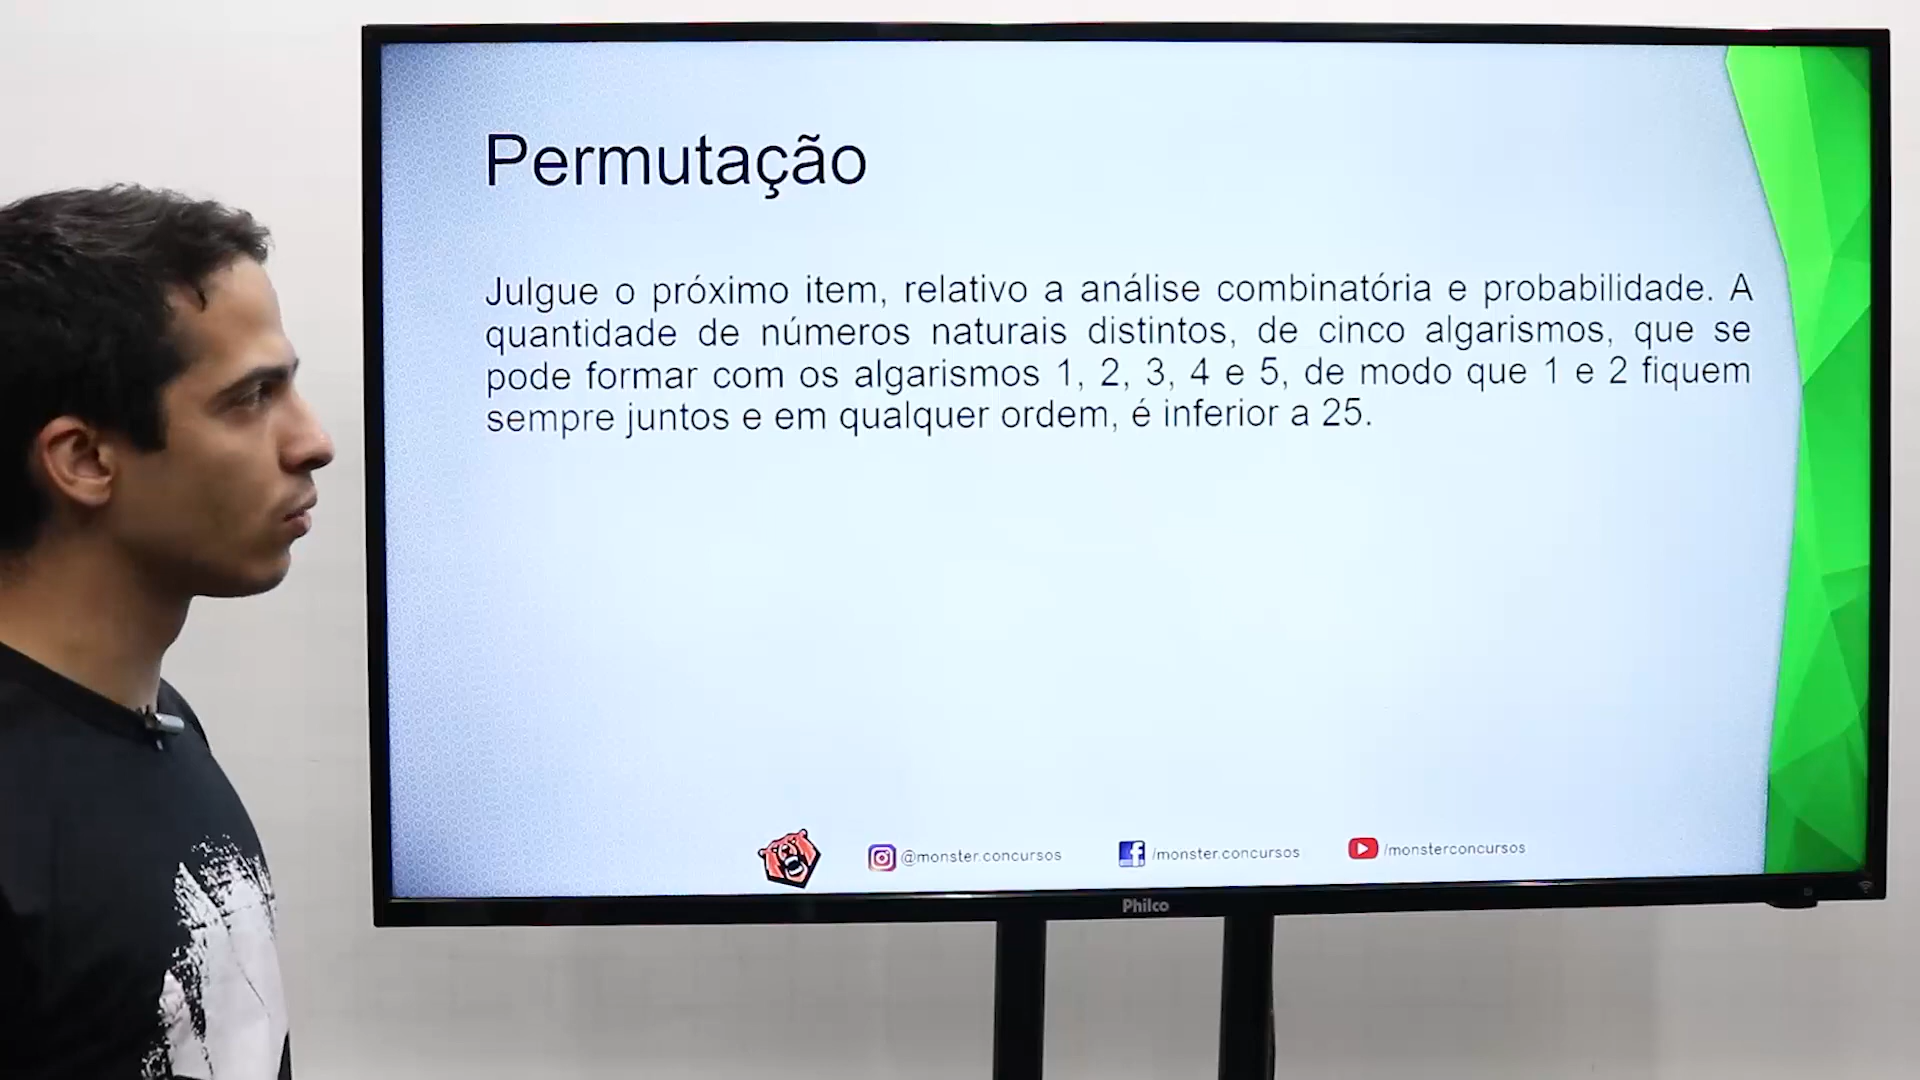 Permutação
Julgue o próximo item, relativo a análise combinatória e probabilidade. A
quantidade de números naturais distintos, de cinco algarismos, que se
pode formar com os algarismos 1, 2, 3, 4 e 5, de modo que 1 e 2 fiquem
sempre juntos e em qualquer ordem, é inferior a 25.
@monster.concursos /monster.concursos /monsterconcursos
Philco